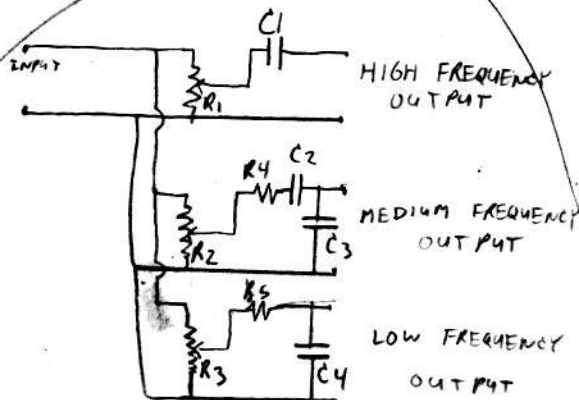 C1
INPUT
HIGH FREQUENCY
OUTPUT
R1
R4
C2
MEDIUM FREQUENCY
OUTPUT
C3
R2
R5
LOW FREQUENCY
OUTPUT
R3
C4